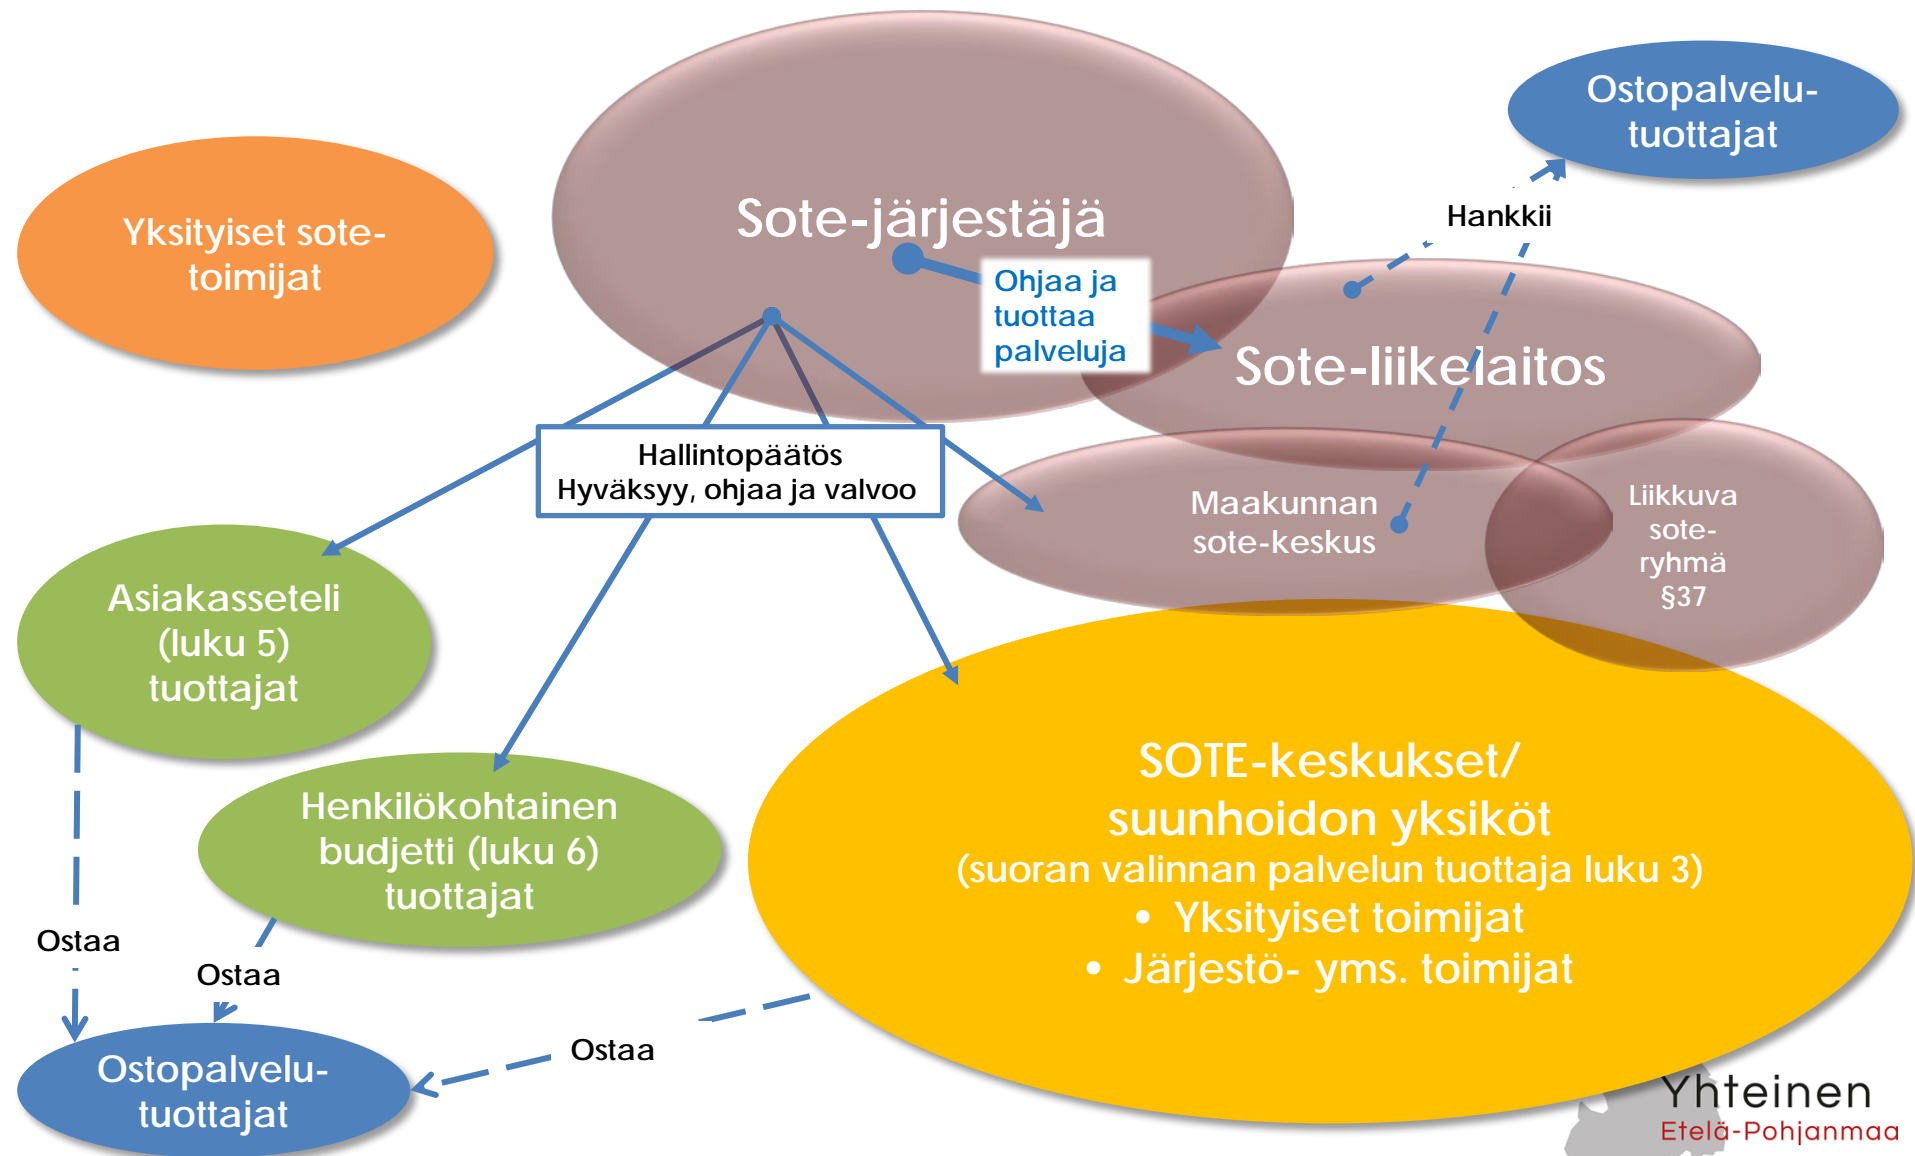 Ostopalvelu-
tuottajat
Yksityiset sote-
toimijat
Sote-järjestäjä
Hankkii
Ohjaa ja
tuottaa
palveluja
Sote-liikelaitos
Hallintopäätös
Hyväksyy, ohjaa ja valvoo
Maakunnan
sote-keskus
Liikkuva
sote-
ryhmä
§37
Asiakasseteli
(luku 5)
tuottajat
Henkilökohtainen
budjetti (luku 6)
tuottajat
SOTE-keskukset/
suunhoidon yksiköt
(suoran valinnan palvelun tuottaja luku 3)
• Yksityiset toimijat
• Järjestö- yms. toimijat
Ostaa
Ostaa
Ostaa
Ostopalvelu-
tuottajat
Yhteinen
Etelä-Pohjanmaa